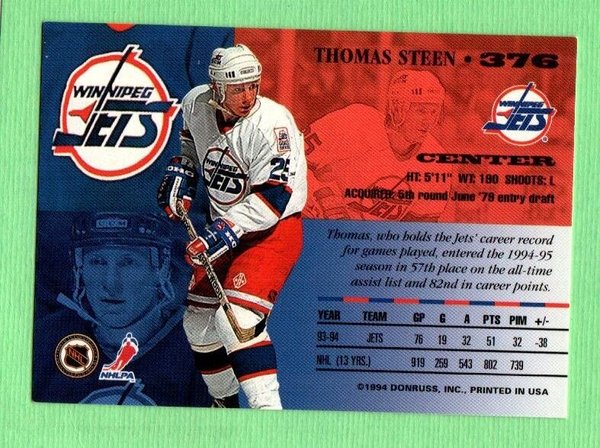 THOMAS STEEN • 376
WINNIPEG
JETS
WINNIPEG
JETS
CENTER
HT: 5'11" WT: 190 SHOOTS: L
ACQUIRED: 5th round June '79 entry draft
Thomas, who holds the Jets' career record
for games played, entered the 1994-95
season in 57th place on the all-time
assist list and 82nd in career points.
YEAR TEAM GP G A PTS PIM +/-
93-94 JETS 76 19 32 51 32 -38
NHL (13 YRS.) 919 259 543 802 739
©1994 DONRUSS, INC., PRINTED IN USA
JETS
25
NHL
NHLPA